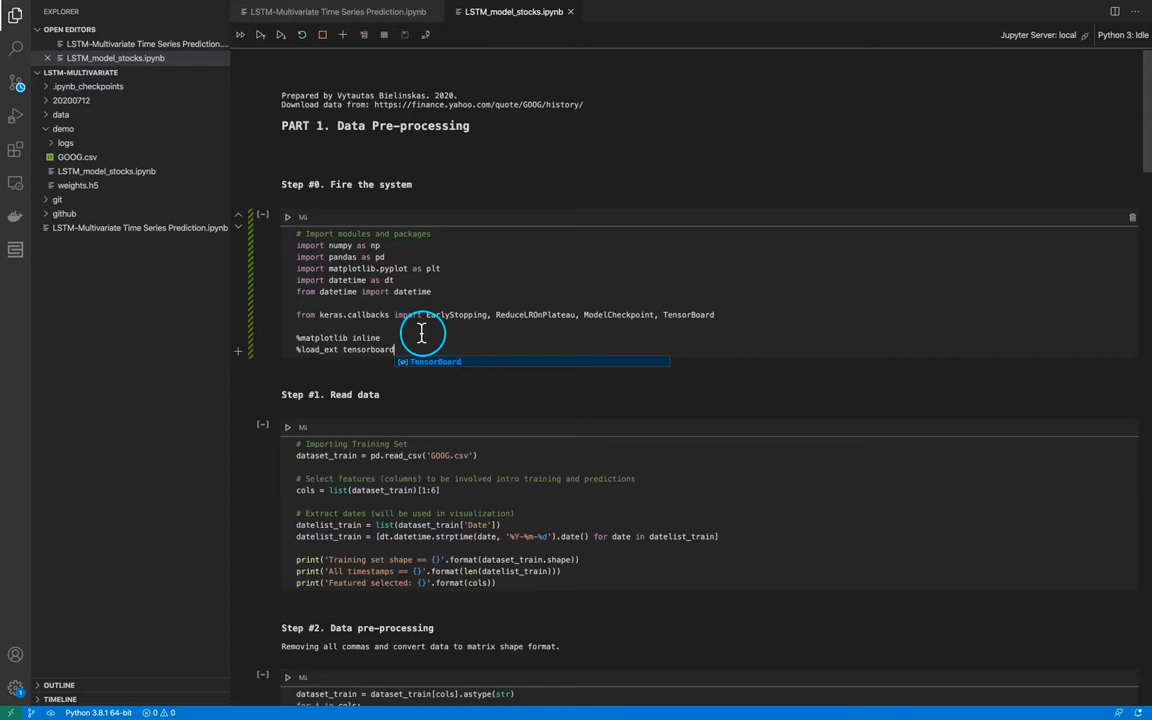 LSTM-Multivariate Time Series Prediction.ipynb
LSTM_model_stocks.ipynb
OPEN EDITORS
LSTM-Multivariate Time Series Prediction....
LSTM_model_stocks.ipynb
LSTM-MULTIVARIATE
.ipynb_checkpoints
20200712
data
demo
logs
GOOG.csv
LSTM_model_stocks.ipynb
weights.h5
git
github
LSTM-Multivariate Time Series Prediction.ipynb
OUTLINE
TIMELINE
Jupyter Server: local
Python 3: Idle
Prepared by Vytautas Bielinskas. 2020.
Download data from: https://finance.yahoo.com/quote/GOOG/history/
PART 1. Data Pre-processing
Step #0. Fire the system
[-]
M↓
# Import modules and packages
import numpy as np
import pandas as pd
import matplotlib.pyplot as plt
import datetime as dt
from datetime import datetime
from keras.callbacks import EarlyStopping, ReduceLROnPlateau, ModelCheckpoint, TensorBoard
%matplotlib inline
%load_ext tensorboard
TensorBoard
Step #1. Read data
[-]
M↓
# Importing Training Set
dataset_train = pd.read_csv('GOOG.csv')
# Select features (columns) to be involved intro training and predictions
cols = list(dataset_train)[1:6]
# Extract dates (will be used in visualization)
datelist_train = list(dataset_train['Date'])
datelist_train = [dt.datetime.strptime(date, '%Y-%m-%d').date() for date in datelist_train]
print('Training set shape == {}'.format(dataset_train.shape))
print('All timestamps == {}'.format(len(datelist_train)))
print('Featured selected: {}'.format(cols))
Step #2. Data pre-processing
Removing all commas and convert data to matrix shape format.
[-]
M↓
dataset_train = dataset_train[cols].astype(str)
for i in cols:
Python 3.8.1 64-bit
0
0